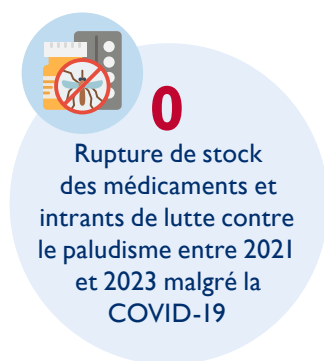 0
Rupture de stock
des médicaments et
intrants de lutte contre
le paludisme entre 2021
et 2023 malgré la
COVID-19